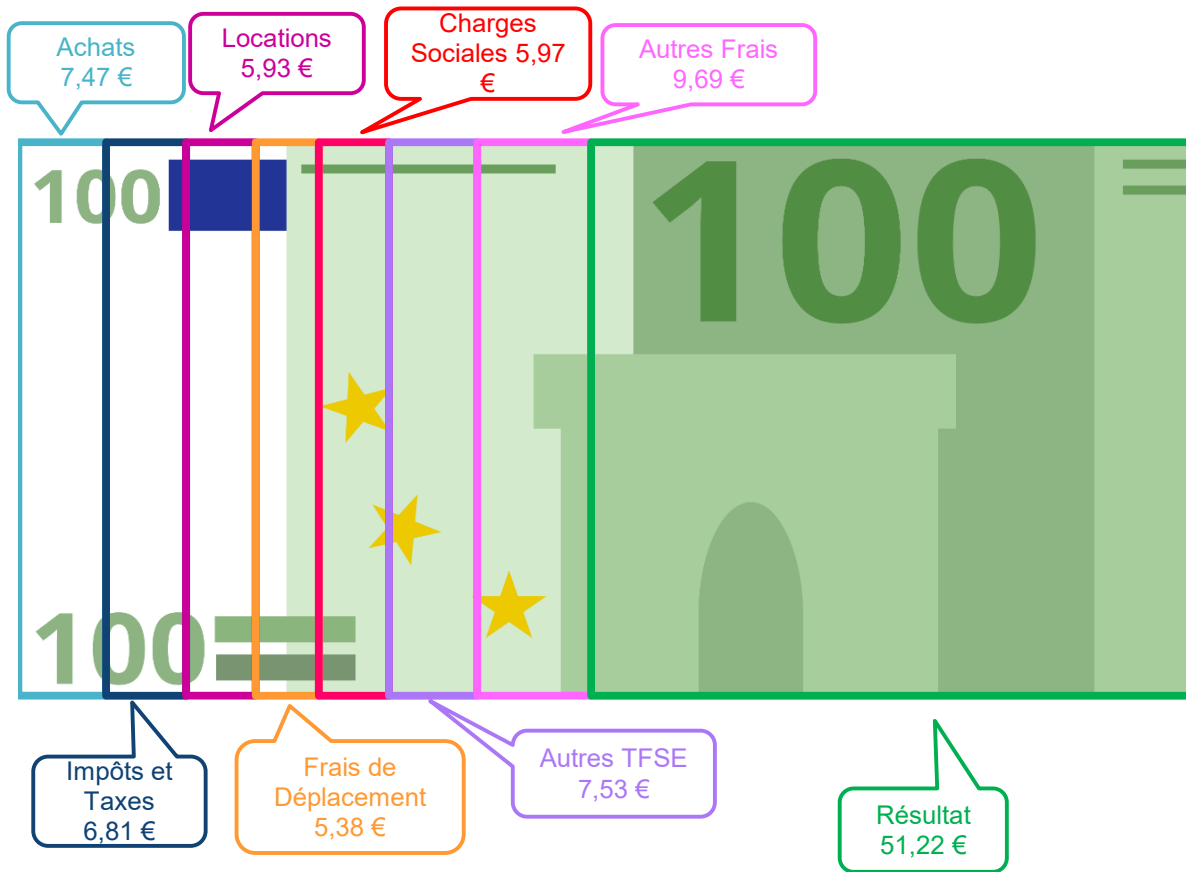 Achats
7,47 €
Locations
5,93 €
Charges
Sociales 5,97
€
Autres Frais
9,69 €
100
100
100
Impôts et
Taxes
6,81 €
Frais de
Déplacement
5,38 €
Autres TFSE
7,53 €
Résultat
51,22 €